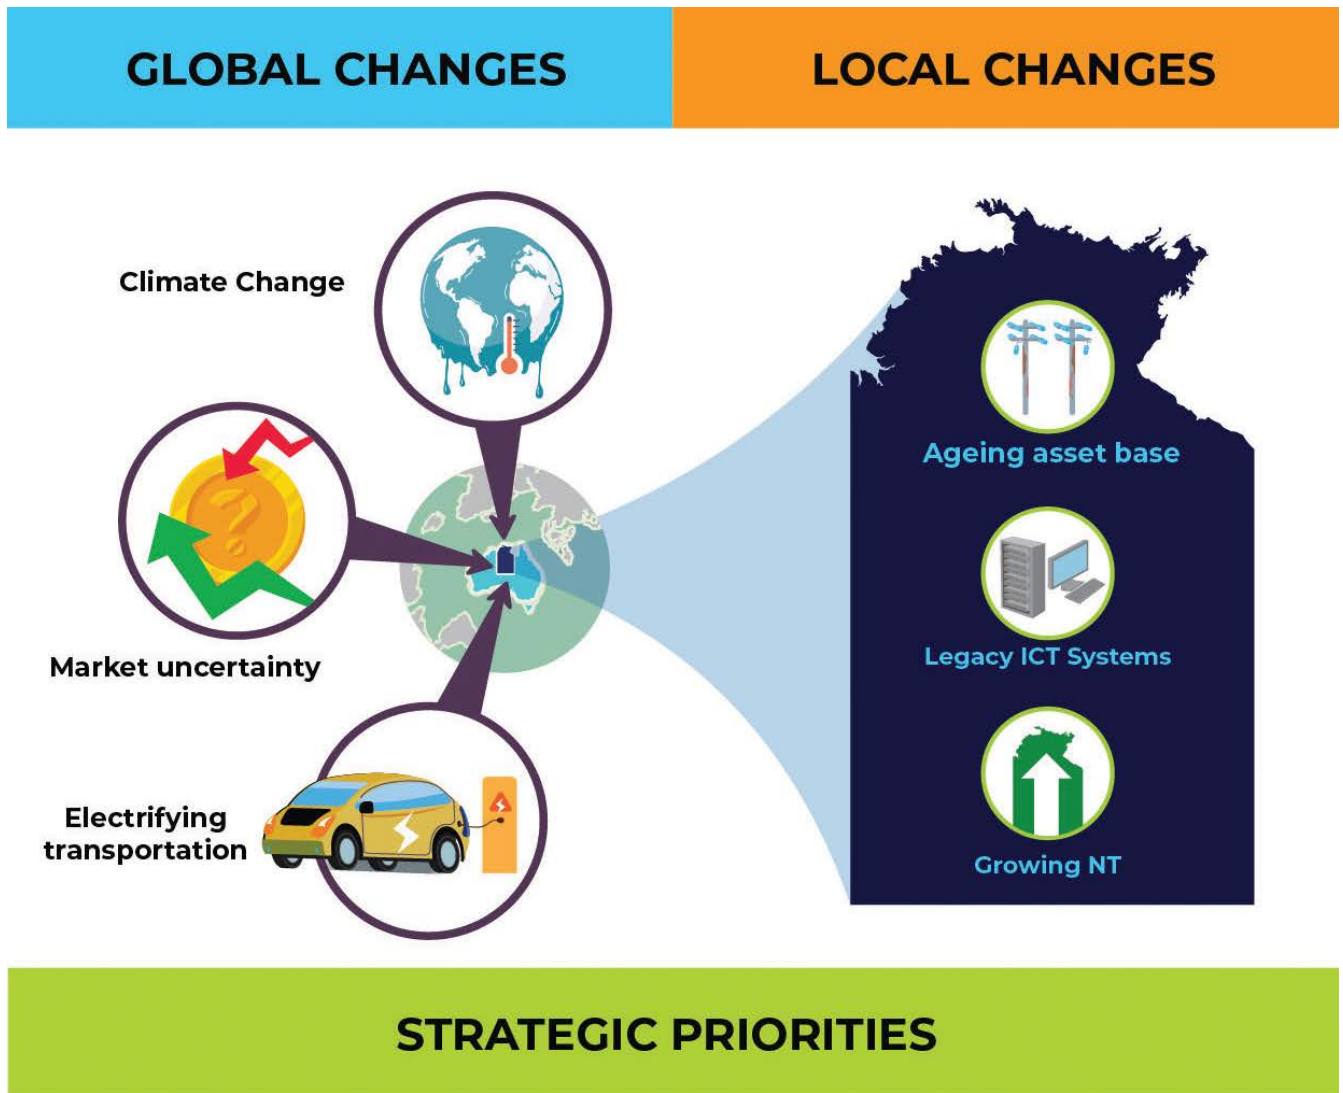 GLOBAL CHANGES
LOCAL CHANGES
Climate Change
Market uncertainty
Electrifying
transportation
Ageing asset base
Legacy ICT Systems
Growing NT
STRATEGIC PRIORITIES